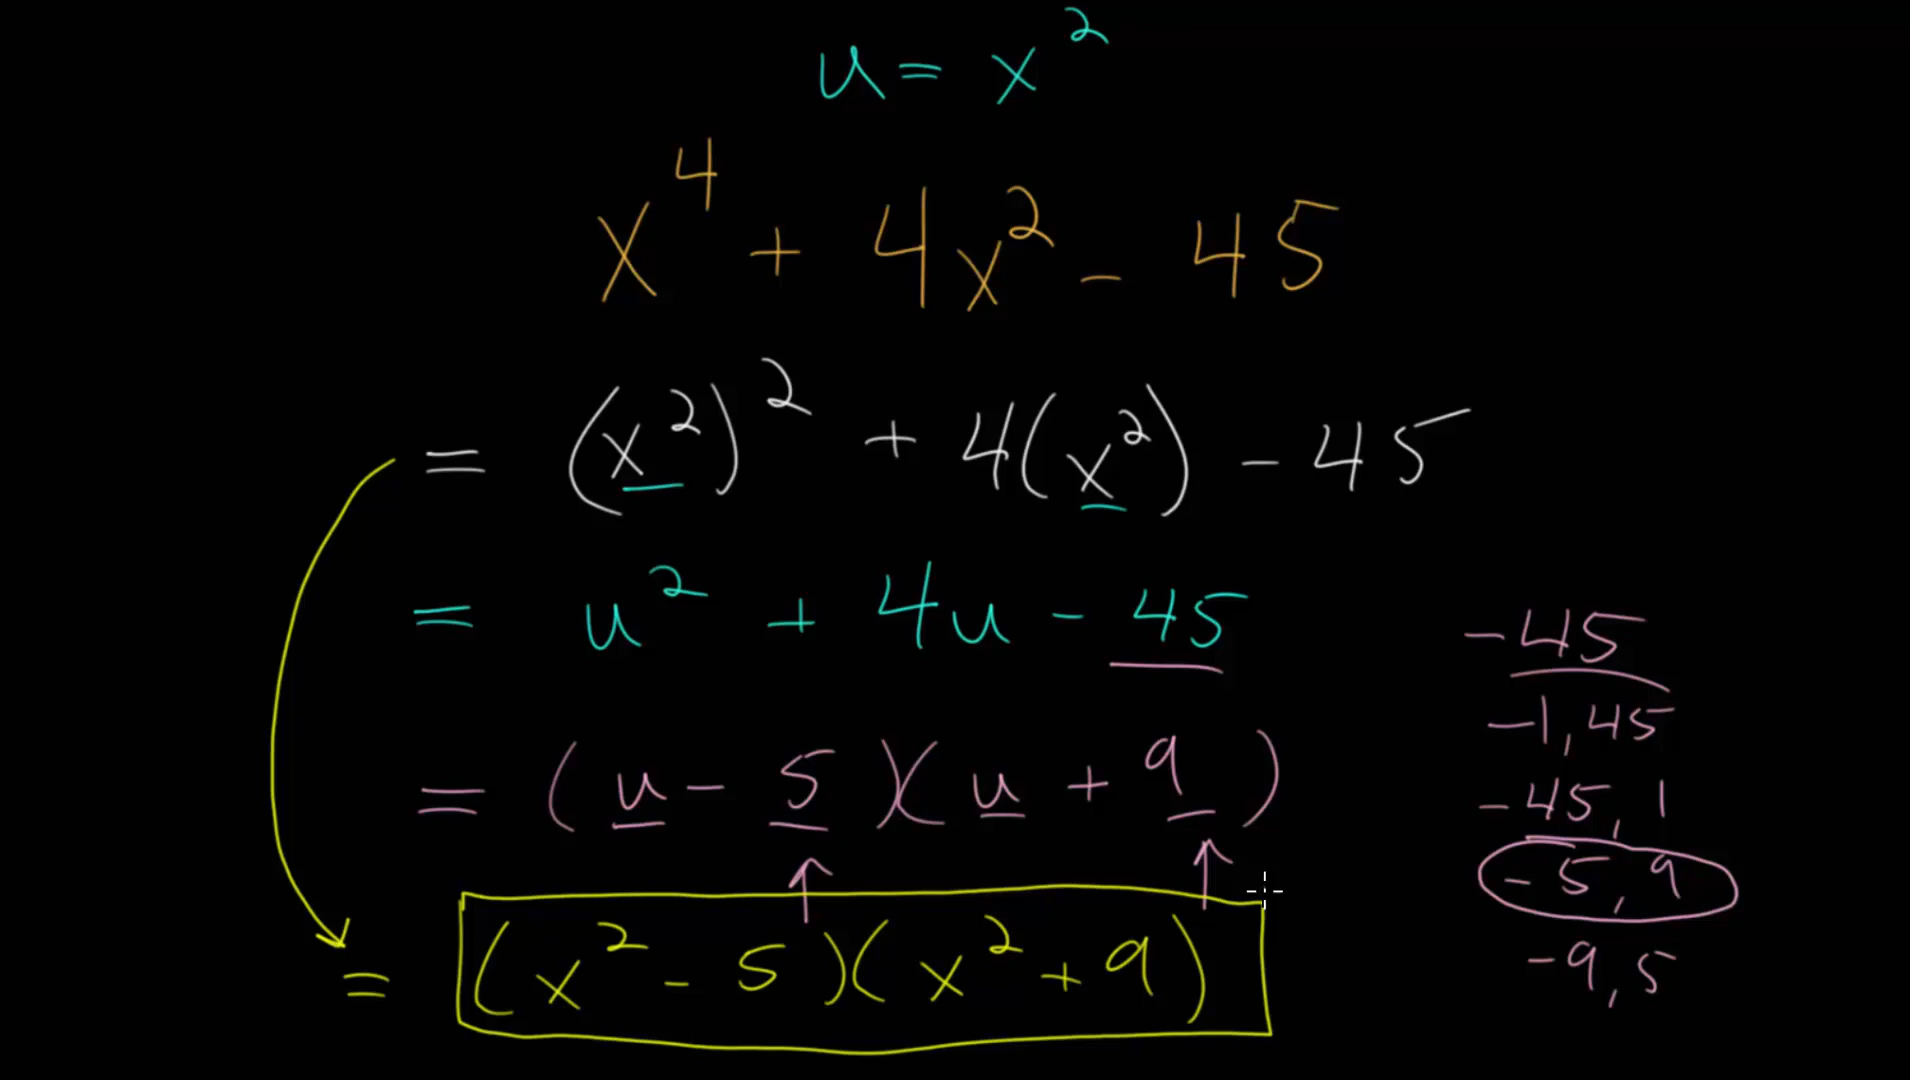 u = x²
x⁴ + 4x² - 45
= (x²)² + 4(x²) - 45
= u² + 4u - 45
= (u - 5)(u + 9)
= (x² - 5)(x² + 9)
-45
-1, 45
-45, 1
-5, 9
-9, 5